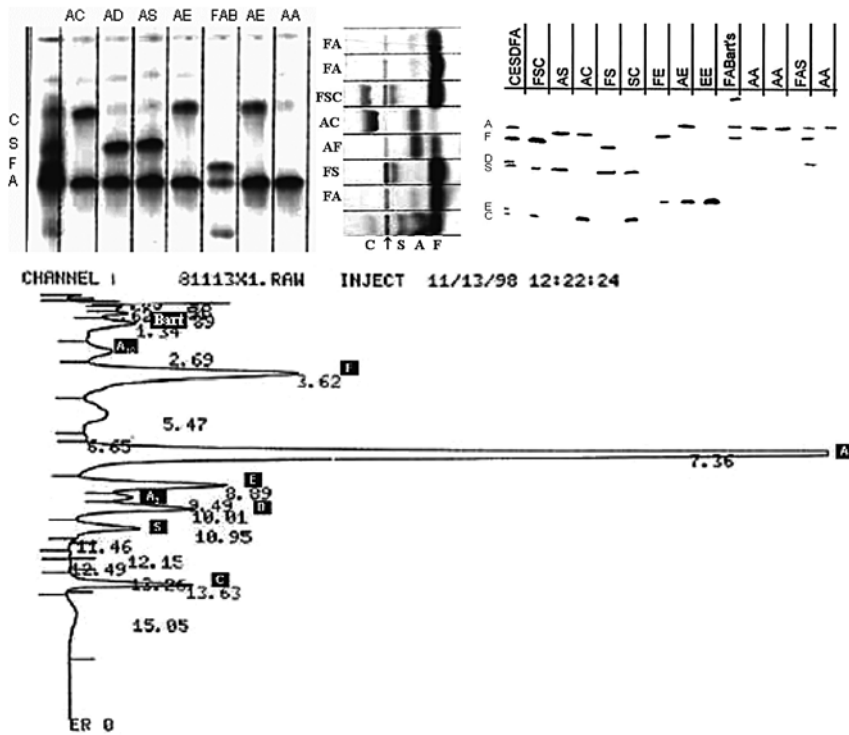 AC AD AS AE FAB AE AA
C
S
F
A
FA
FA
FSC
AC
AF
FS
FA
C ↑ S A F
CESDFA FSC AS AC FS SC FE AE EE FABart's AA AA FAS AA
A
F
D
S
E
C
CHANNEL 1 81113X1.RAW INJECT 11/13/98 12:22:24
Bart 89
1.34
2.69
F
3.62
5.47
6.65
A
7.36
E
8.89
A₂
9.49 D
10.01
S
10.95
11.46
12.15
12.49
C
13.26
13.63
15.05
ER 0